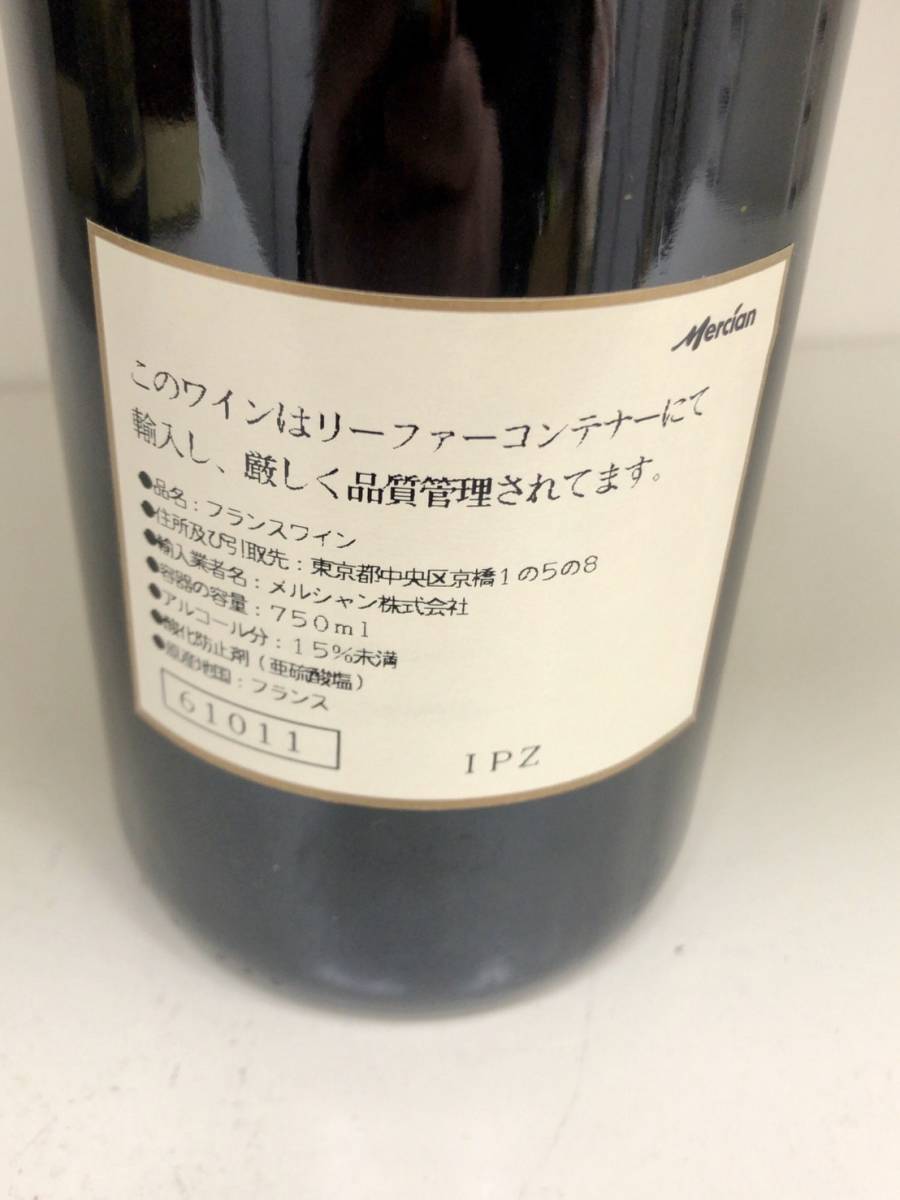 Mercian
このワインはリーファーコンテナーにて
輸入し、厳しく品質管理されてます。
●品名：フランスワイン
●住所及び引取先：東京都中央区京橋1の5の8
●輸入業者名：メルシャン株式会社
●容器の容量：750ml
●アルコール分：15%未満
●酸化防止剤(亜硫酸塩)
●原産地国：フランス
61011
IPZ